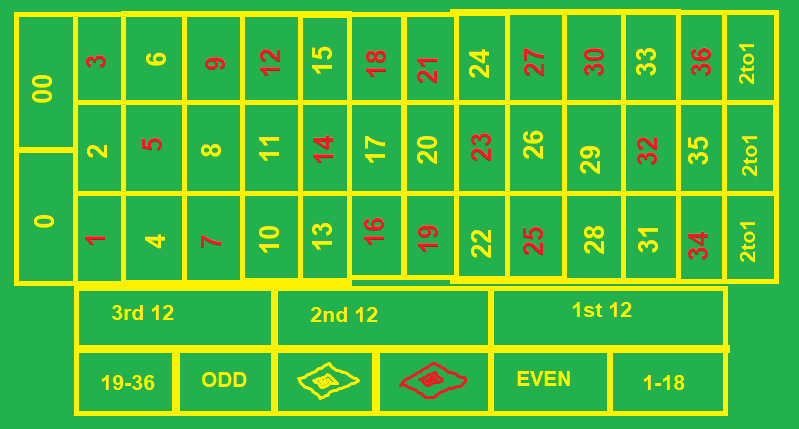 00 3 6 9 12 15 18 21 24 27 30 33 36 2to1
0 2 5 8 11 14 17 20 23 26 29 32 35 2to1
1 4 7 10 13 16 19 22 25 28 31 34 2to1
3rd 12 2nd 12 1st 12
19-36 ODD EVEN 1-18